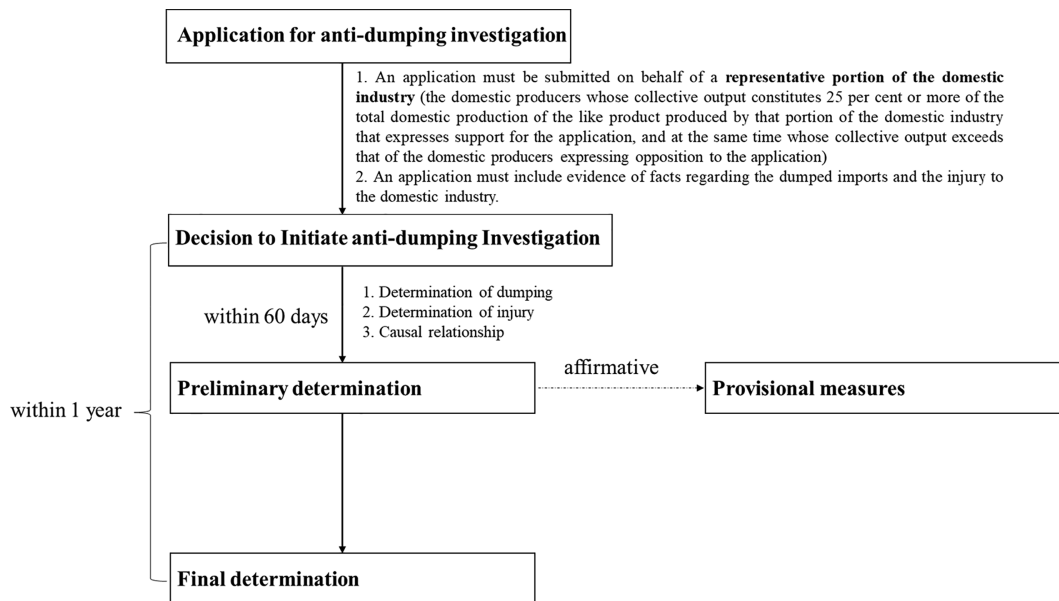 Application for anti-dumping investigation
1. An application must be submitted on behalf of a representative portion of the domestic
industry (the domestic producers whose collective output constitutes 25 per cent or more of the
total domestic production of the like product produced by that portion of the domestic industry
that expresses support for the application, and at the same time whose collective output exceeds
that of the domestic producers expressing opposition to the application)
2. An application must include evidence of facts regarding the dumped imports and the injury to
the domestic industry.
Decision to Initiate anti-dumping Investigation
within 60 days
1. Determination of dumping
2. Determination of injury
3. Causal relationship
Preliminary determination
affirmative
Provisional measures
within 1 year
Final determination